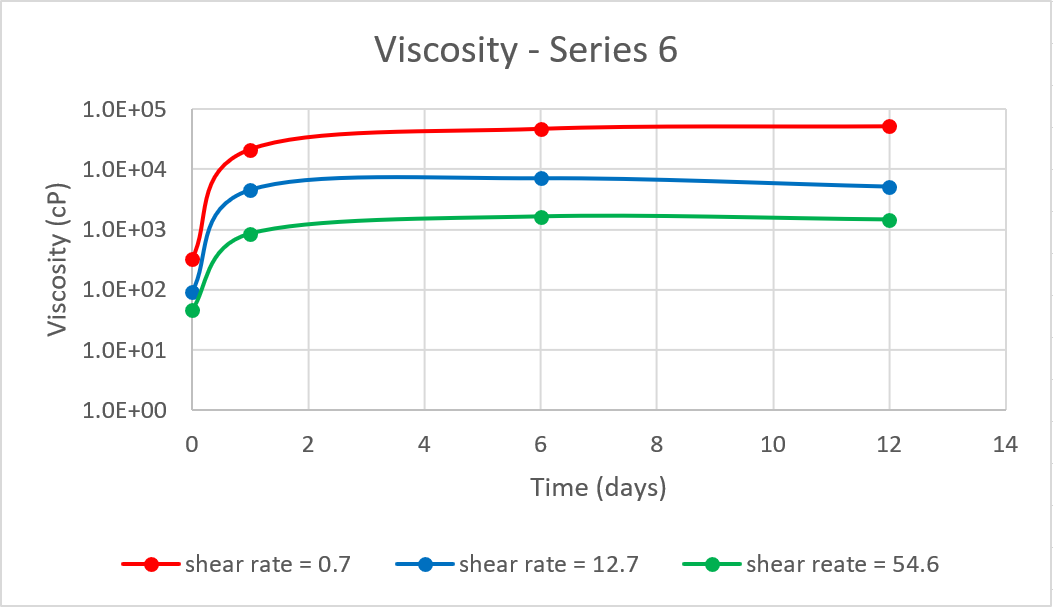 Viscosity - Series 6
1.0E+05
1.0E+04
1.0E+03
1.0E+02
1.0E+01
1.0E+00
Viscosity (cP)
0 2 4 6 8 10 12 14
Time (days)
shear rate = 0.7 shear rate = 12.7 shear reate = 54.6